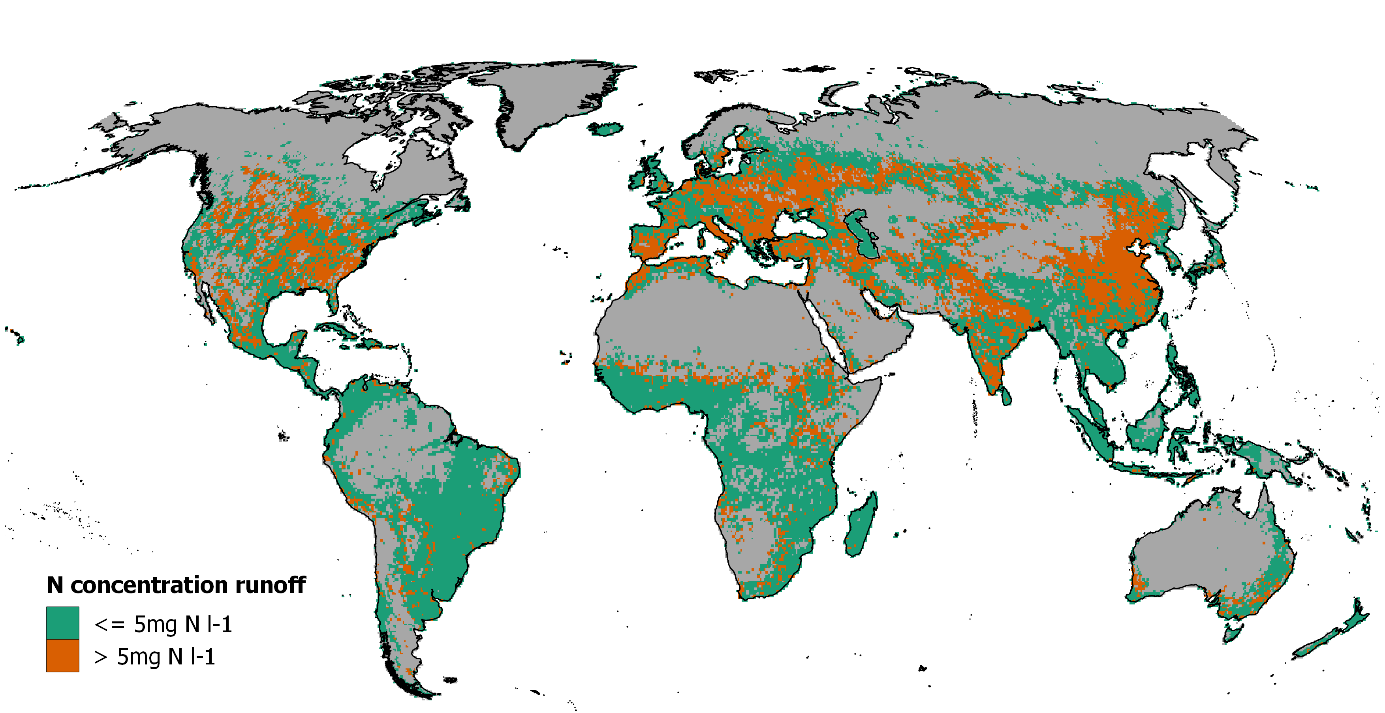 N concentration runoff
<= 5mg N l-1
> 5mg N l-1